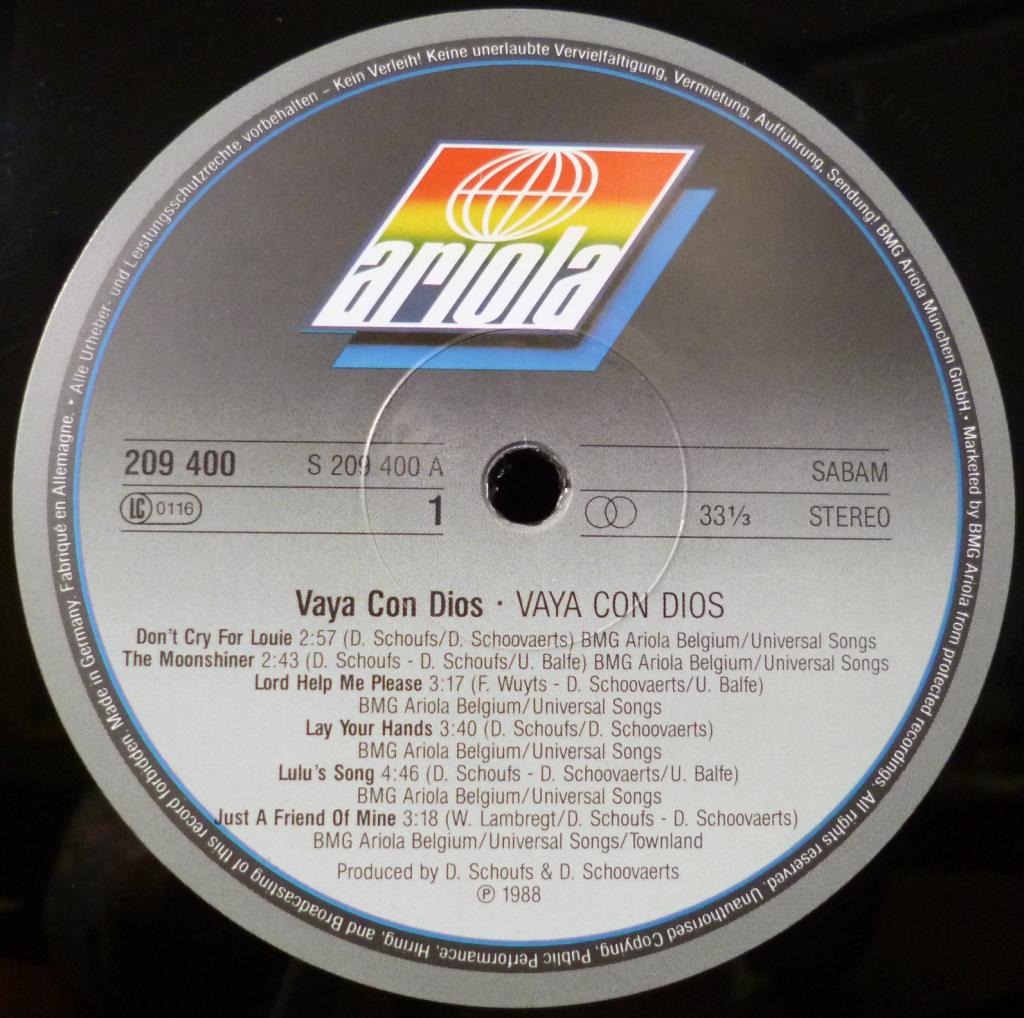 Alle Urheber- und Leistungsschutzrechte vorbehalten – Kein Verleih! Keine unerlaubte Vervielfältigung, Vermietung, Aufführung, Sendung! BMG Ariola München GmbH. • Marketed by BMG Ariola from protected recordings. All rights reserved. Unauthorised Copying, Public Performance, Hiring, and Broadcasting of this record forbidden. Made in Germany. Fabriqué en Allemagne. •
ariola
209 400 S 209 400 A
LC 0116 1
SABAM
33⅓ STEREO
Vaya Con Dios · VAYA CON DIOS
Don't Cry For Louie 2:57 (D. Schoufs/D. Schoovaerts) BMG Ariola Belgium/Universal Songs
The Moonshiner 2:43 (D. Schoufs - D. Schoufs/U. Balfe) BMG Ariola Belgium/Universal Songs
Lord Help Me Please 3:17 (F. Wuyts - D. Schoovaerts/U. Balfe)
BMG Ariola Belgium/Universal Songs
Lay Your Hands 3:40 (D. Schoufs/D. Schoovaerts)
BMG Ariola Belgium/Universal Songs
Lulu's Song 4:46 (D. Schoufs - D. Schoovaerts/U. Balfe)
BMG Ariola Belgium/Universal Songs
Just A Friend Of Mine 3:18 (W. Lambregt/D. Schoufs - D. Schoovaerts)
BMG Ariola Belgium/Universal Songs/Townland
Produced by D. Schoufs & D. Schoovaerts
℗ 1988